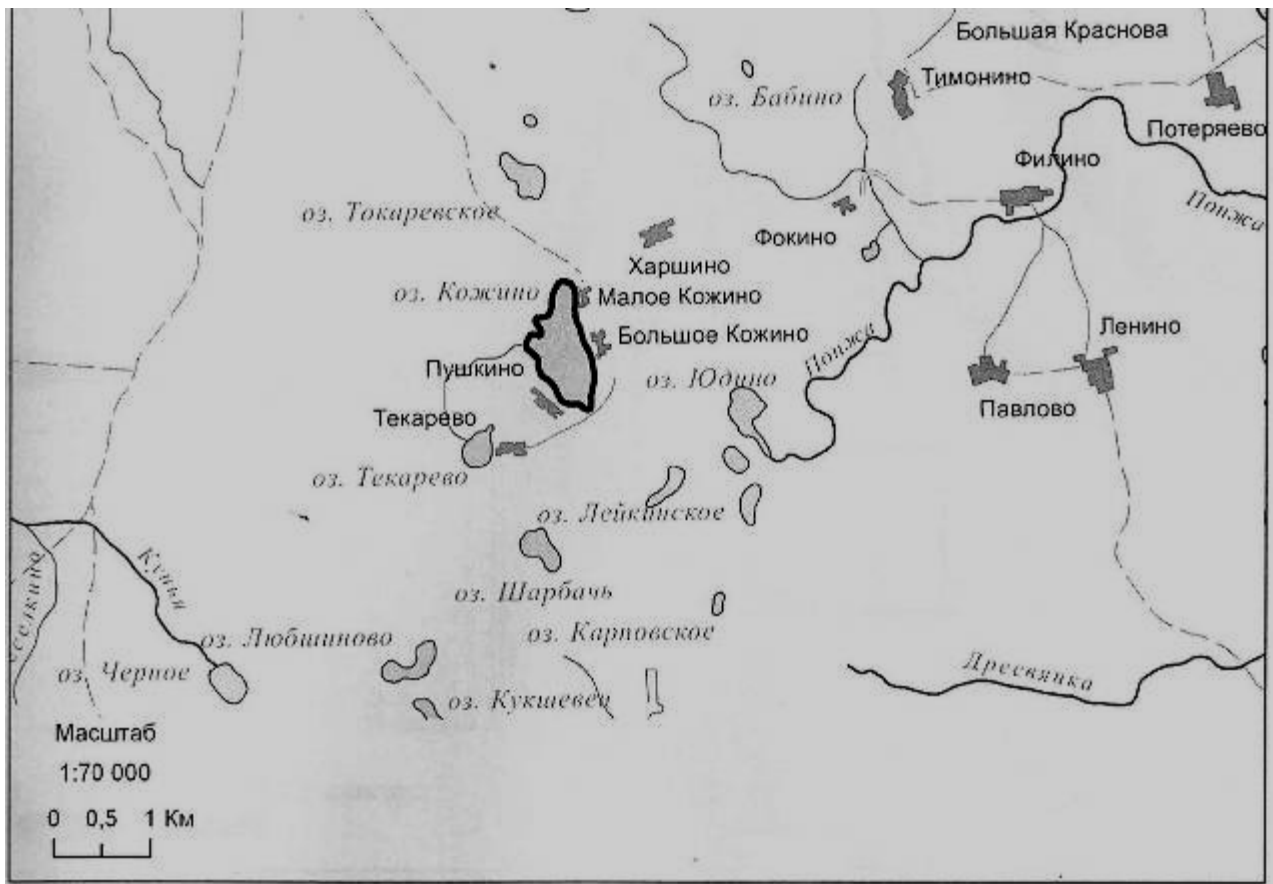 Большая Краснова
Тимонино
оз. Бабино
Потеряево
Филино
Понжа
оз. Токаревское
Фокино
Харшино
оз. Кожино
Малое Кожино
Большое Кожино
Ленино
Понжа
Пушкино
оз. Юдино
Павлово
Текарево
оз. Текарево
оз. Лейкинское
Кунья
оз. Шарбачь
оз. Любшиново
оз. Карповское
оз. Черное
Дресвянка
оз. Кукшевец
Масштаб
1:70 000
0 0,5 1 Км